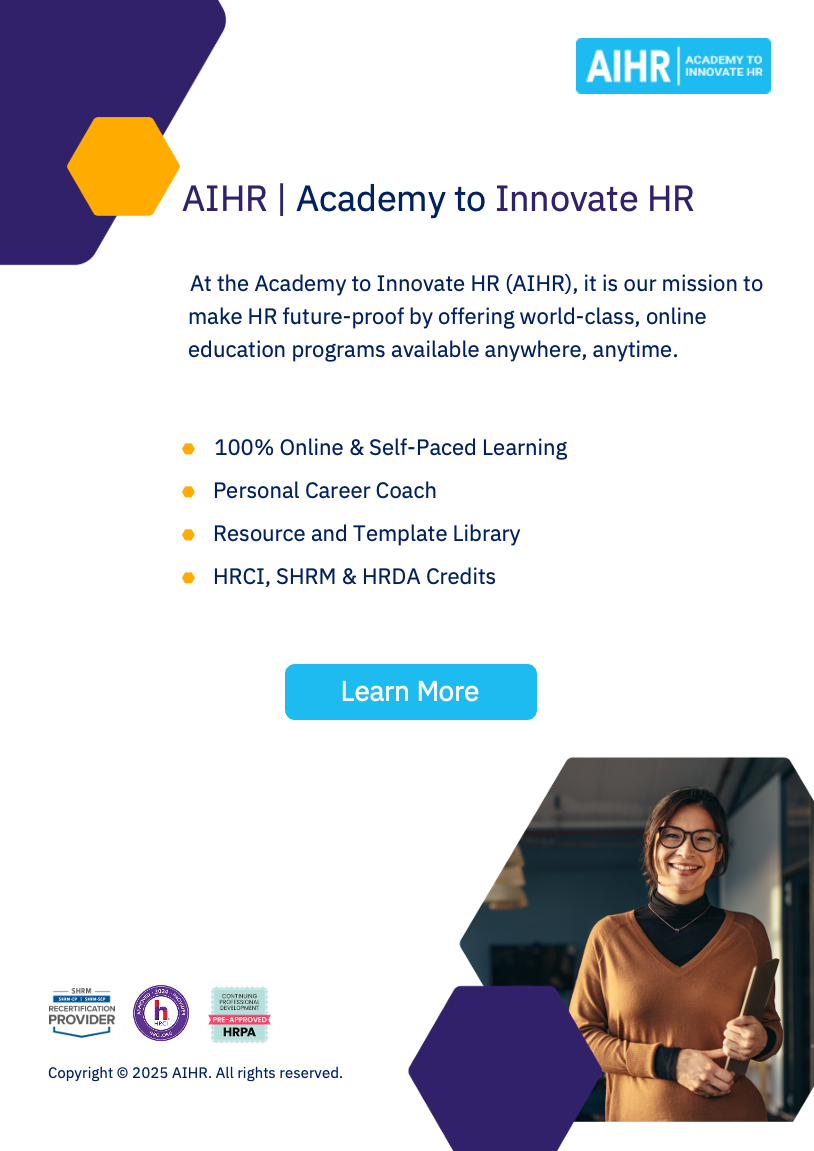 AIHR | ACADEMY TO
INNOVATE HR
AIHR | Academy to Innovate HR
At the Academy to Innovate HR (AIHR), it is our mission to
make HR future-proof by offering world-class, online
education programs available anywhere, anytime.
100% Online & Self-Paced Learning
Personal Career Coach
Resource and Template Library
HRCI, SHRM & HRDA Credits
Learn More
SHRM
SHRM-CP | SHRM-SCP
RECERTIFICATION
PROVIDER
2024
h
HRCI
HRCI.ORG
CONTINUING
PROFESSIONAL
DEVELOPMENT
PRE-APPROVED
HRPA
Copyright © 2025 AIHR. All rights reserved.